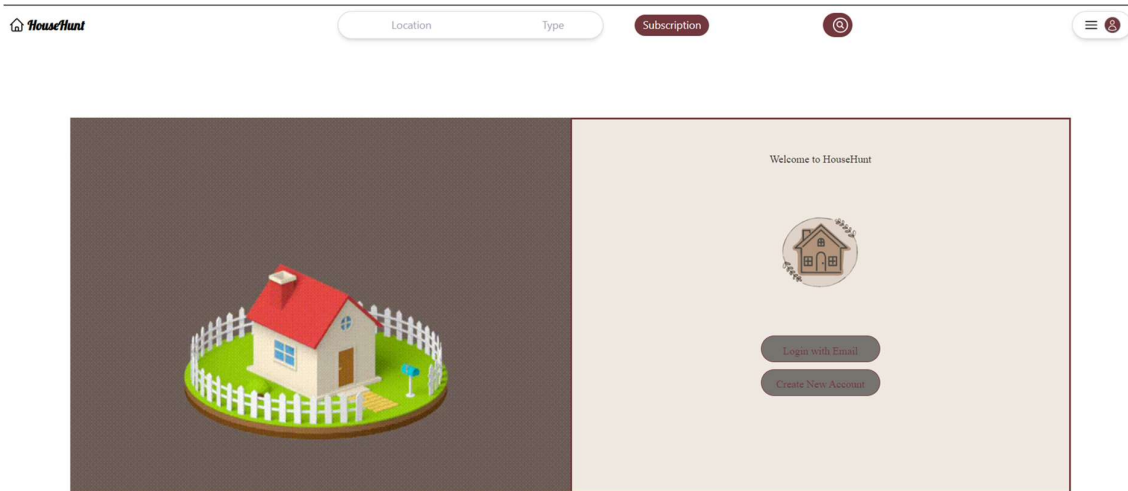 HouseHunt
Location Type Subscription
Welcome to HouseHunt
Login with Email
Create New Account